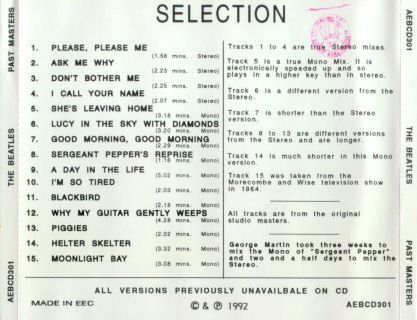 SELECTION
1. PLEASE, PLEASE ME
(1.58 mins. Stereo)
2. ASK ME WHY
(2.23 mins. Stereo)
3. DON'T BOTHER ME
(2.25 mins. Stereo)
4. I CALL YOUR NAME
(2.07 mins. Stereo)
5. SHE'S LEAVING HOME
(3.18 mins. Mono)
6. LUCY IN THE SKY WITH DIAMONDS
(3.20 mins. Mono)
7. GOOD MORNING, GOOD MORNING
(2.29 mins. Mono)
8. SERGEANT PEPPER'S REPRISE
(1.16 mins. Mono)
9. A DAY IN THE LIFE
(5.02 mins. Mono)
10. I'M SO TIRED
(2.03 mins. Mono)
11. BLACKBIRD
(2.18 mins. Mono)
12. WHY MY GUITAR GENTLY WEEPS
(4.28 mins. Mono)
13. PIGGIES
(2.02 mins. Mono)
14. HELTER SKELTER
(3.32 mins. Mono)
15. MOONLIGHT BAY
(3.08 mins. Mono)
Tracks 1 to 4 are true Stereo mixes.
Track 5 is a true Mono Mix. It is
electronically speeded up and so
plays in a higher key than in stereo.
Track 6 is a different version from the
Stereo.
Track 7 is shorter than the Stereo
version.
Tracks 8 to 13 are different versions
from the Stereo and are longer.
Track 14 is much shorter in this Mono
version.
Track 15 was taken from the
Morecombe and Wise television show
in 1964.
All tracks are from the original
studio masters.
George Martin took three weeks to
mix the Mono of "Sergeant Pepper"
and two and a half days to mix the
Stereo.
ALL VERSIONS PREVIOUSLY UNAVAILBALE ON CD
MADE IN EEC
© & ℗ 1992
AEBCD301
AEBCD301 THE BEATLES PAST MASTERS
AEBCD301 THE BEATLES PAST MASTERS